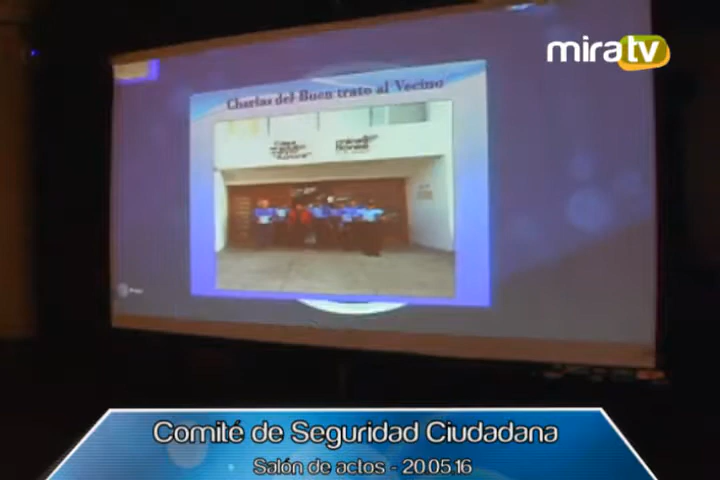 miratv
Charlas del Buen trato al Vecino
Comité de Seguridad Ciudadana
Salón de actos - 20.05.16